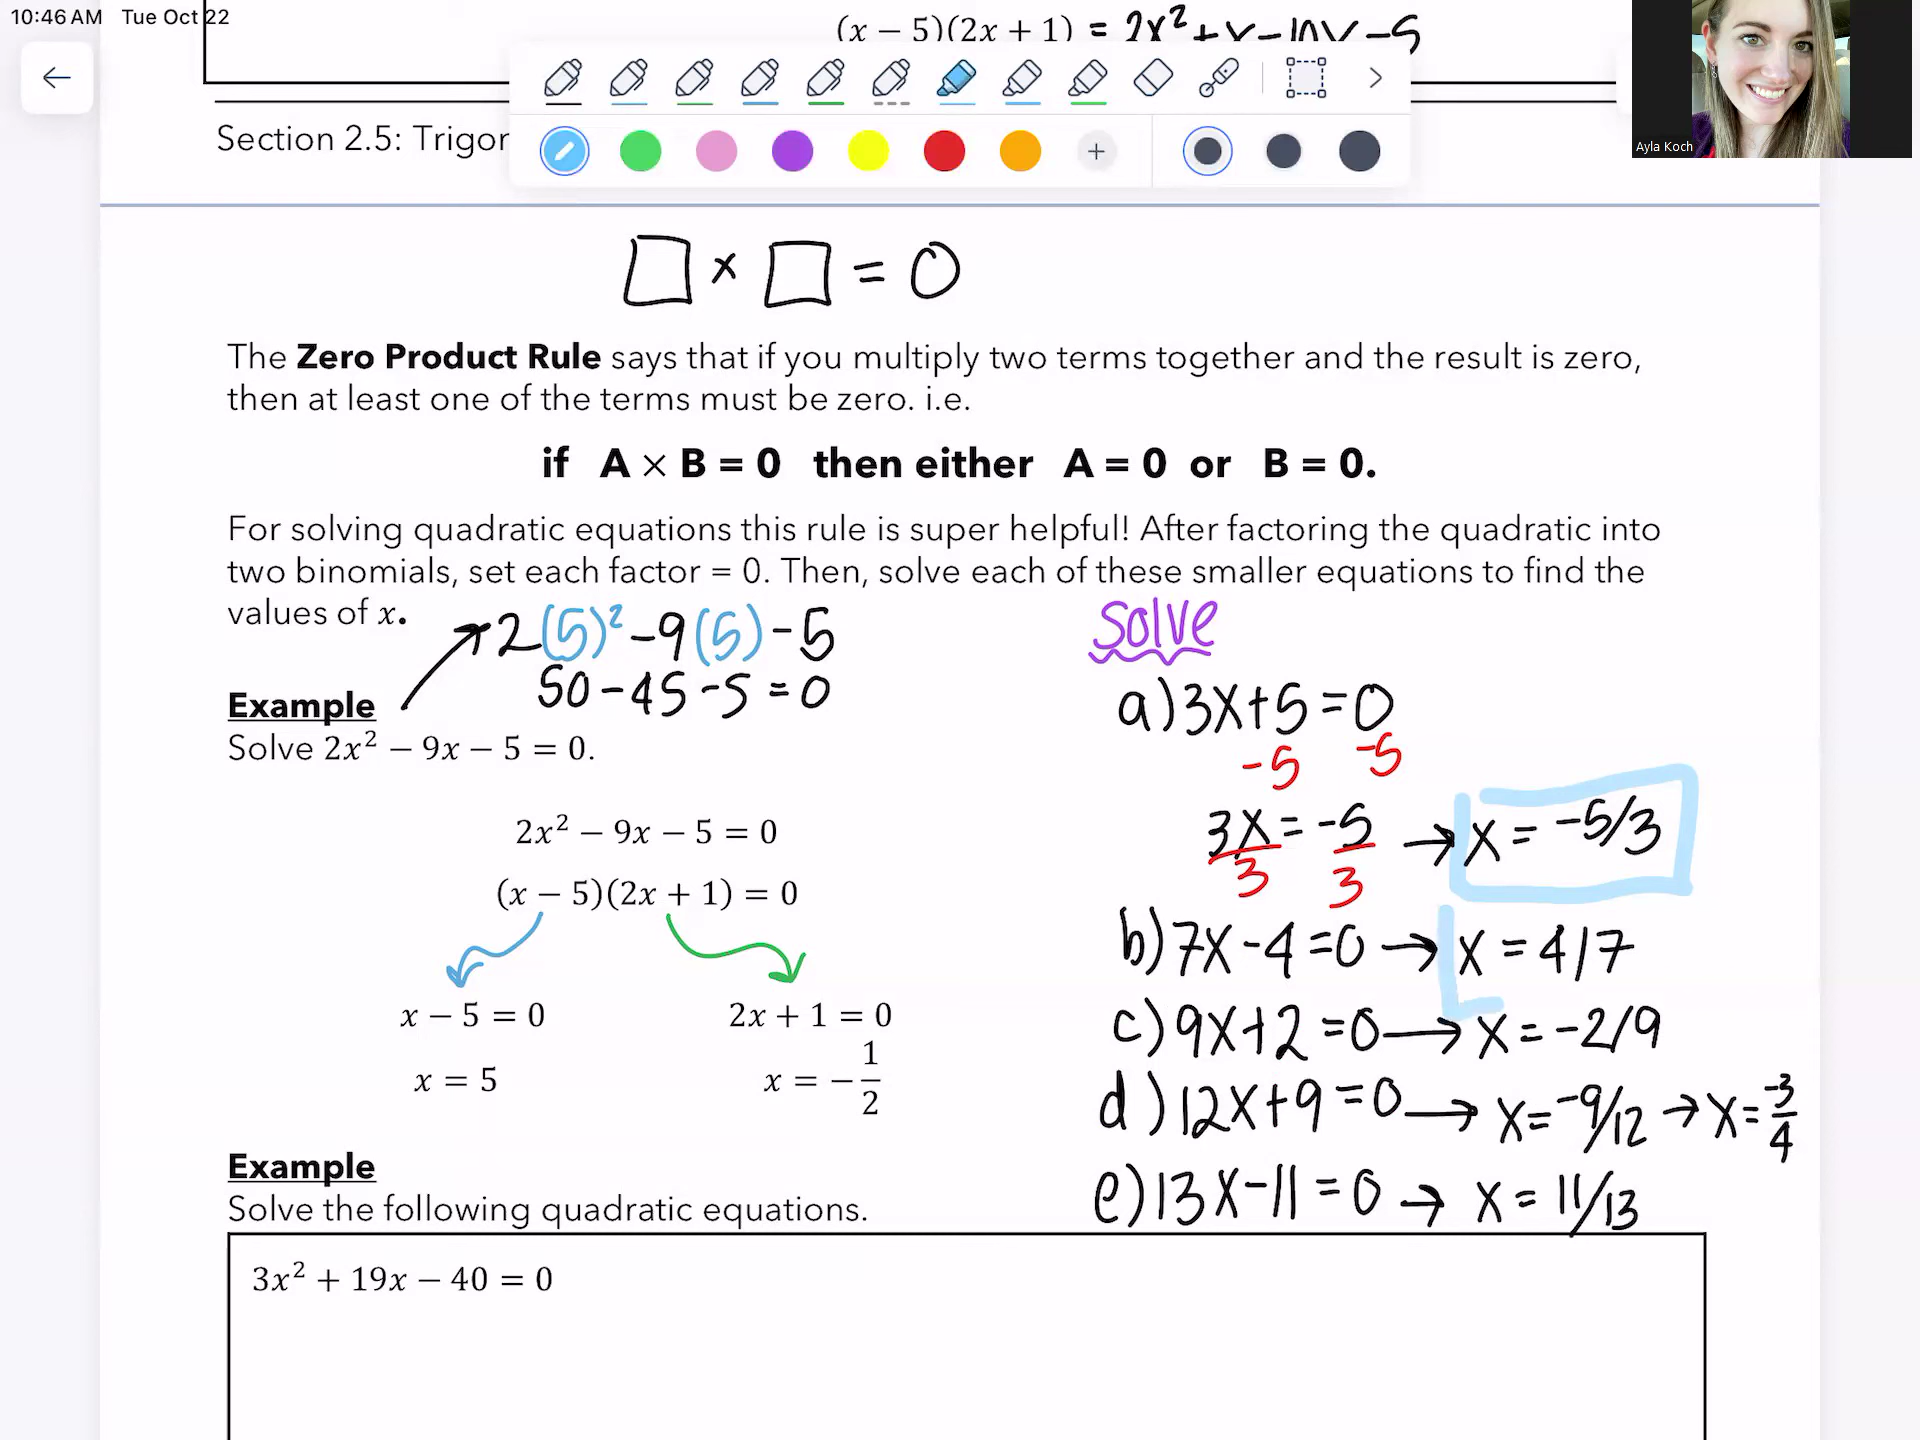 10:46 AM Tue Oct 22
(x − 5)(2x + 1) = 2x² + x − 10x − 5
Ayla Koch
Section 2.5: Trigor
□ × □ = 0
The Zero Product Rule says that if you multiply two terms together and the result is zero,
then at least one of the terms must be zero. i.e.
if A × B = 0 then either A = 0 or B = 0.
For solving quadratic equations this rule is super helpful! After factoring the quadratic into
two binomials, set each factor = 0. Then, solve each of these smaller equations to find the
values of x.
2(5)² − 9(5) − 5
50 − 45 − 5 = 0
Example
Solve 2x² − 9x − 5 = 0.
2x² − 9x − 5 = 0
(x − 5)(2x + 1) = 0
x − 5 = 0
2x + 1 = 0
x = 5
x = −1/2
Solve
a) 3x + 5 = 0
-5 -5
3x = -5 → x = -5/3
3 3
b) 7x − 4 = 0 → x = 4/7
c) 9x + 2 = 0 → x = -2/9
d) 12x + 9 = 0 → x = -9/12 → x = -3/4
e) 13x − 11 = 0 → x = 11/13
Example
Solve the following quadratic equations.
3x² + 19x − 40 = 0